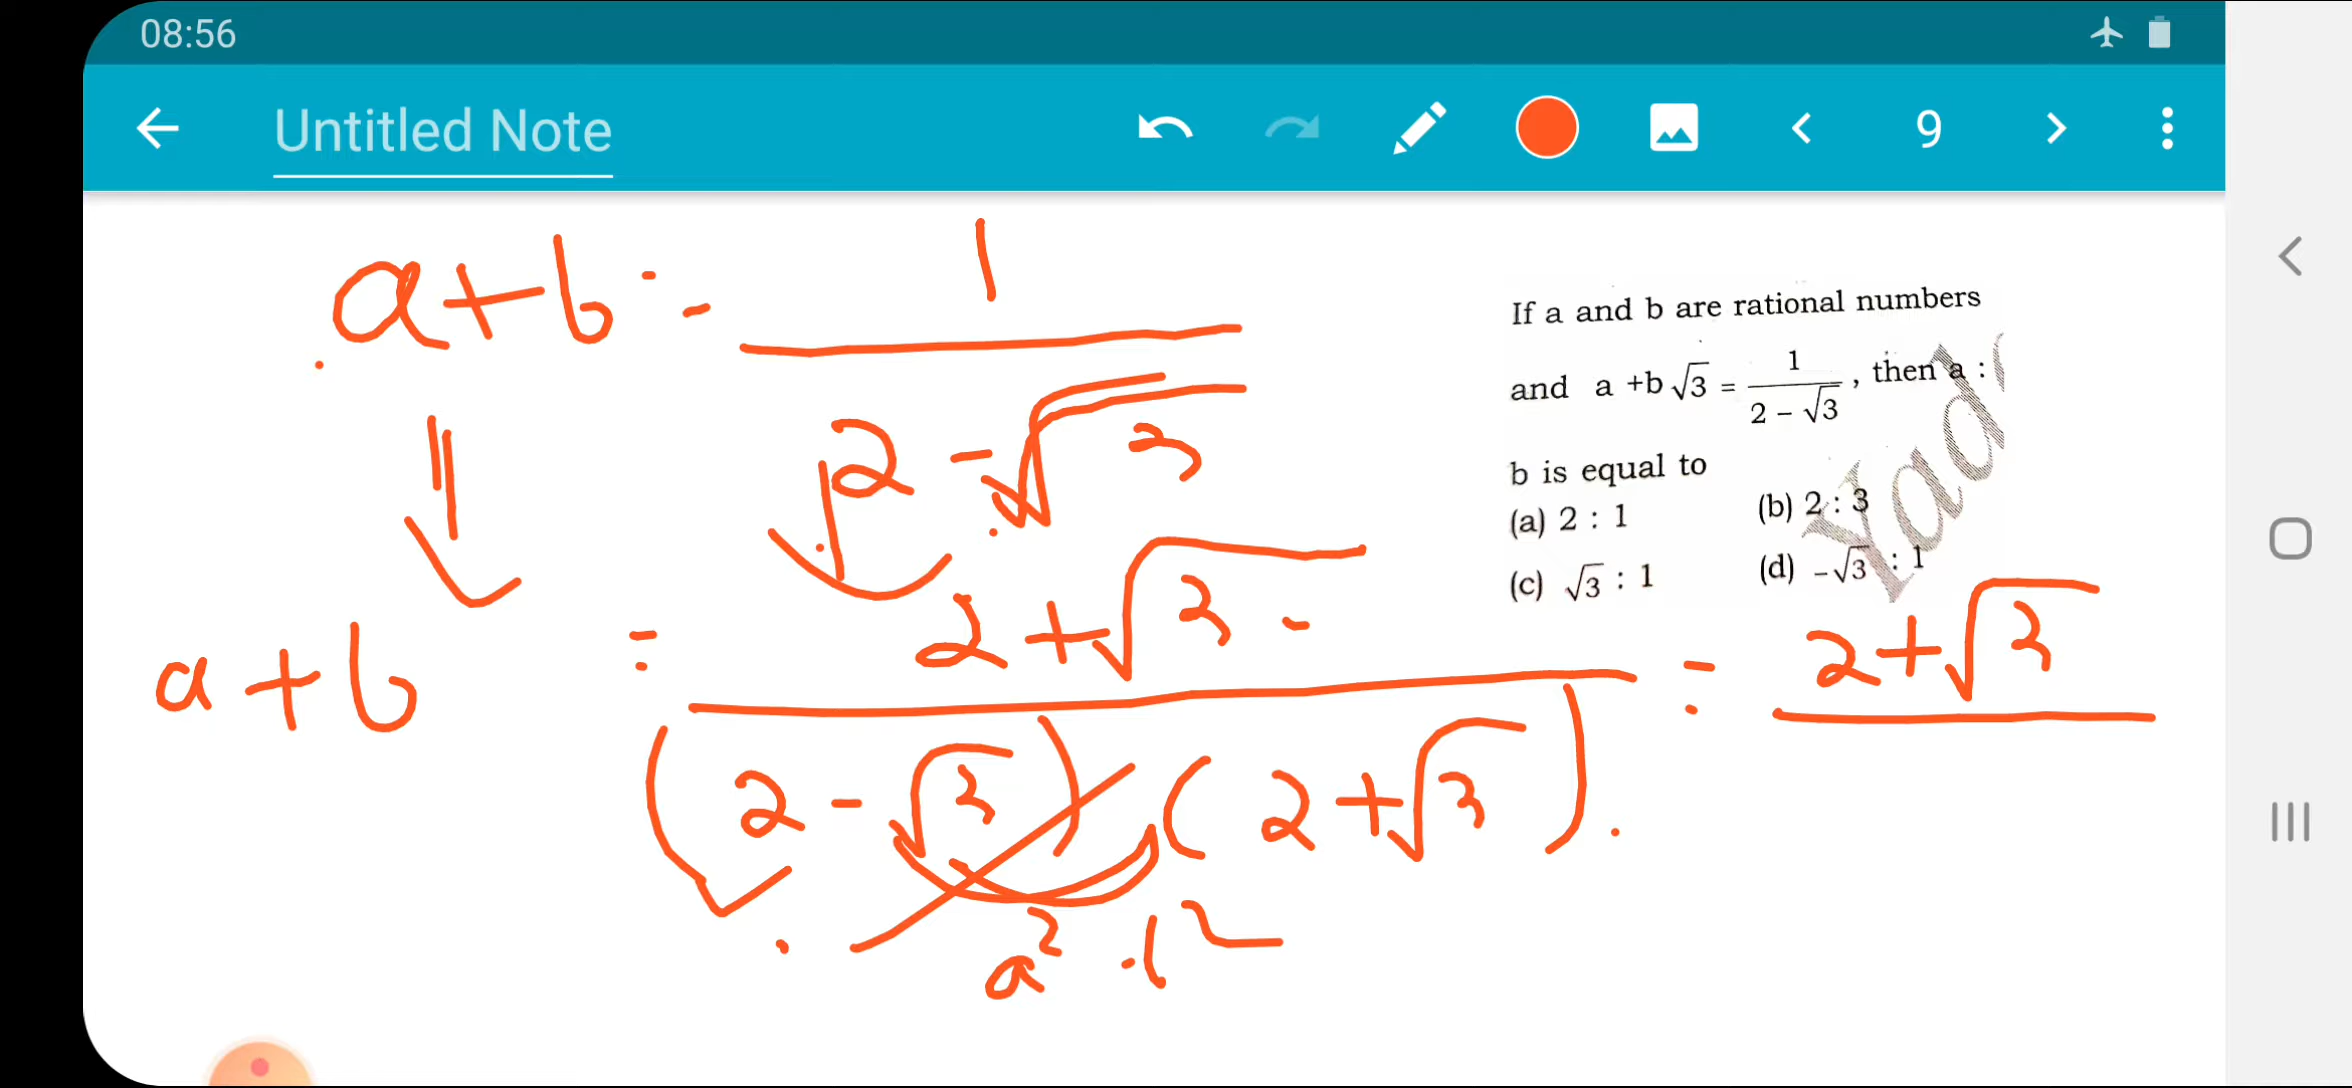 08:56
Untitled Note
9
a+b = 1
2 - √3
a+b = 2+√3 = 2+√3
(2 - √3) (2+√3)
a²
If a and b are rational numbers
and a +b √3 = 1 / 2 - √3 , then a :
b is equal to
(a) 2 : 1 (b) 2 : 3
(c) √3 : 1 (d) -√3 : 1
Yad